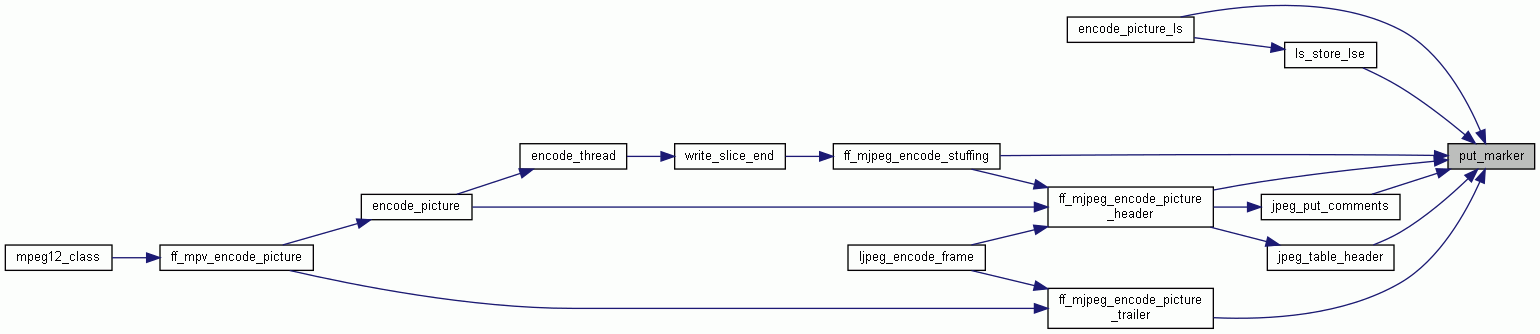 encode_picture_ls
ls_store_lse
encode_thread
write_slice_end
ff_mjpeg_encode_stuffing
put_marker
encode_picture
ff_mjpeg_encode_picture
_header
jpeg_put_comments
mpeg12_class
ff_mpv_encode_picture
ljpeg_encode_frame
jpeg_table_header
ff_mjpeg_encode_picture
_trailer